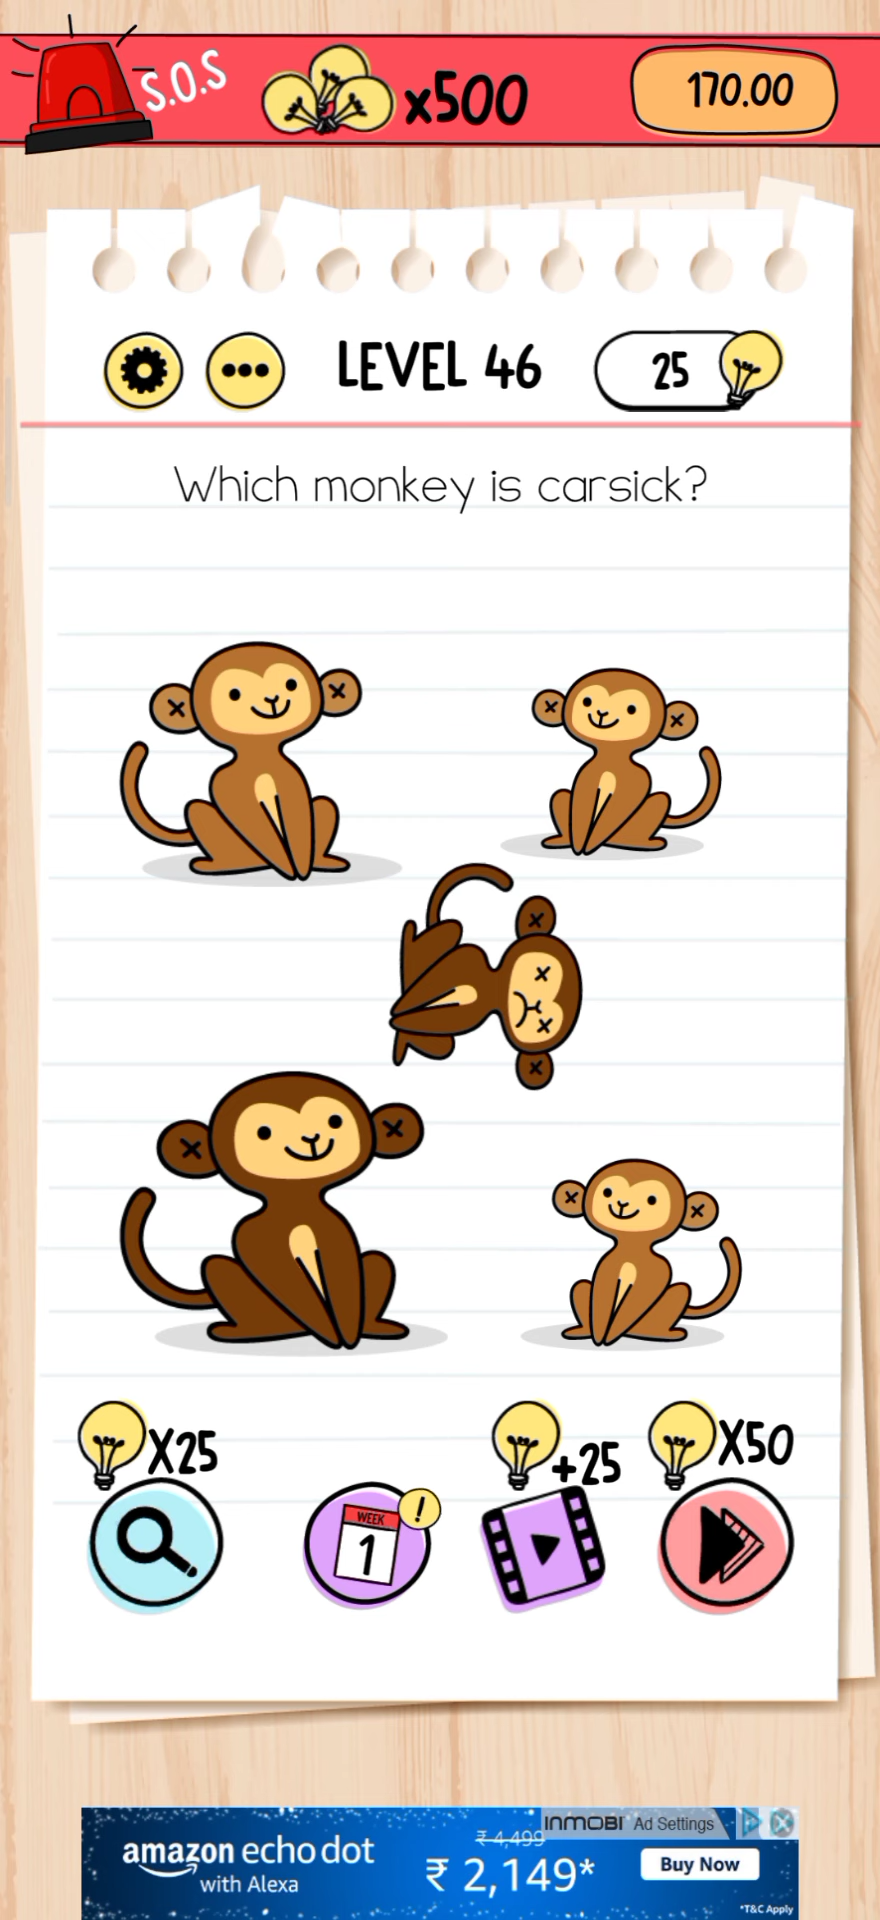 S.O.S
x500
170.00
LEVEL 46
25
Which monkey is carsick?
X25
+25
X50
WEEK
1
!
INMOBI Ad Settings
amazon echo dot
with Alexa
₹ 4,499
₹ 2,149*
Buy Now
*T&C Apply